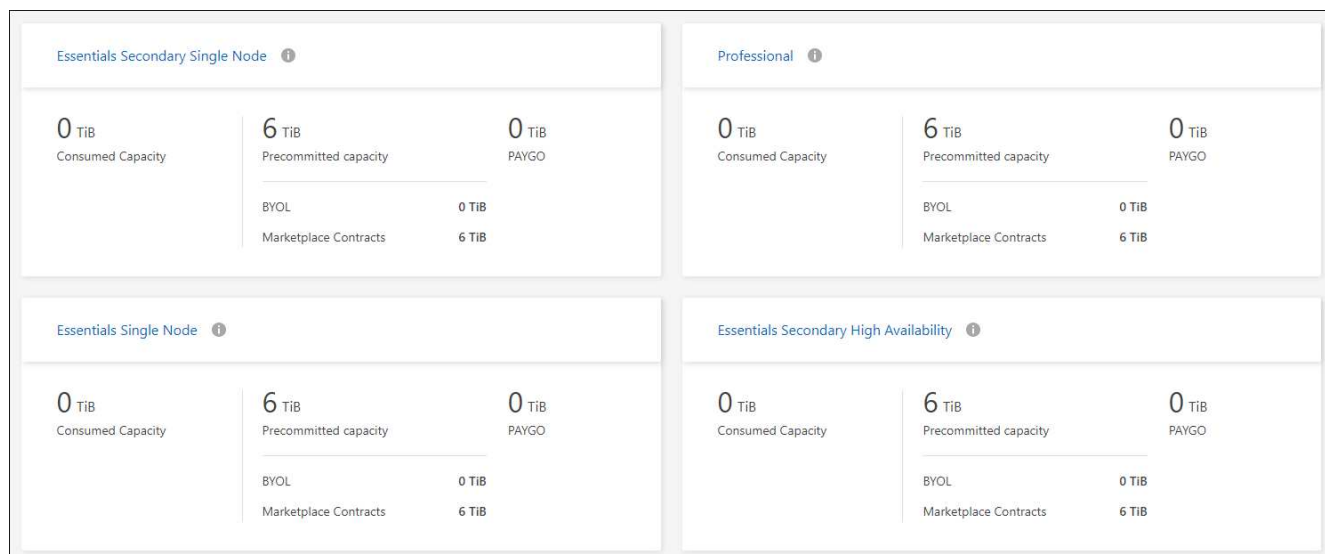 Essentials Secondary Single Node
0 TiB
Consumed Capacity
6 TiB
Precommitted capacity
0 TiB
PAYGO
BYOL 0 TiB
Marketplace Contracts 6 TiB
Professional
0 TiB
Consumed Capacity
6 TiB
Precommitted capacity
0 TiB
PAYGO
BYOL 0 TiB
Marketplace Contracts 6 TiB
Essentials Single Node
0 TiB
Consumed Capacity
6 TiB
Precommitted capacity
0 TiB
PAYGO
BYOL 0 TiB
Marketplace Contracts 6 TiB
Essentials Secondary High Availability
0 TiB
Consumed Capacity
6 TiB
Precommitted capacity
0 TiB
PAYGO
BYOL 0 TiB
Marketplace Contracts 6 TiB